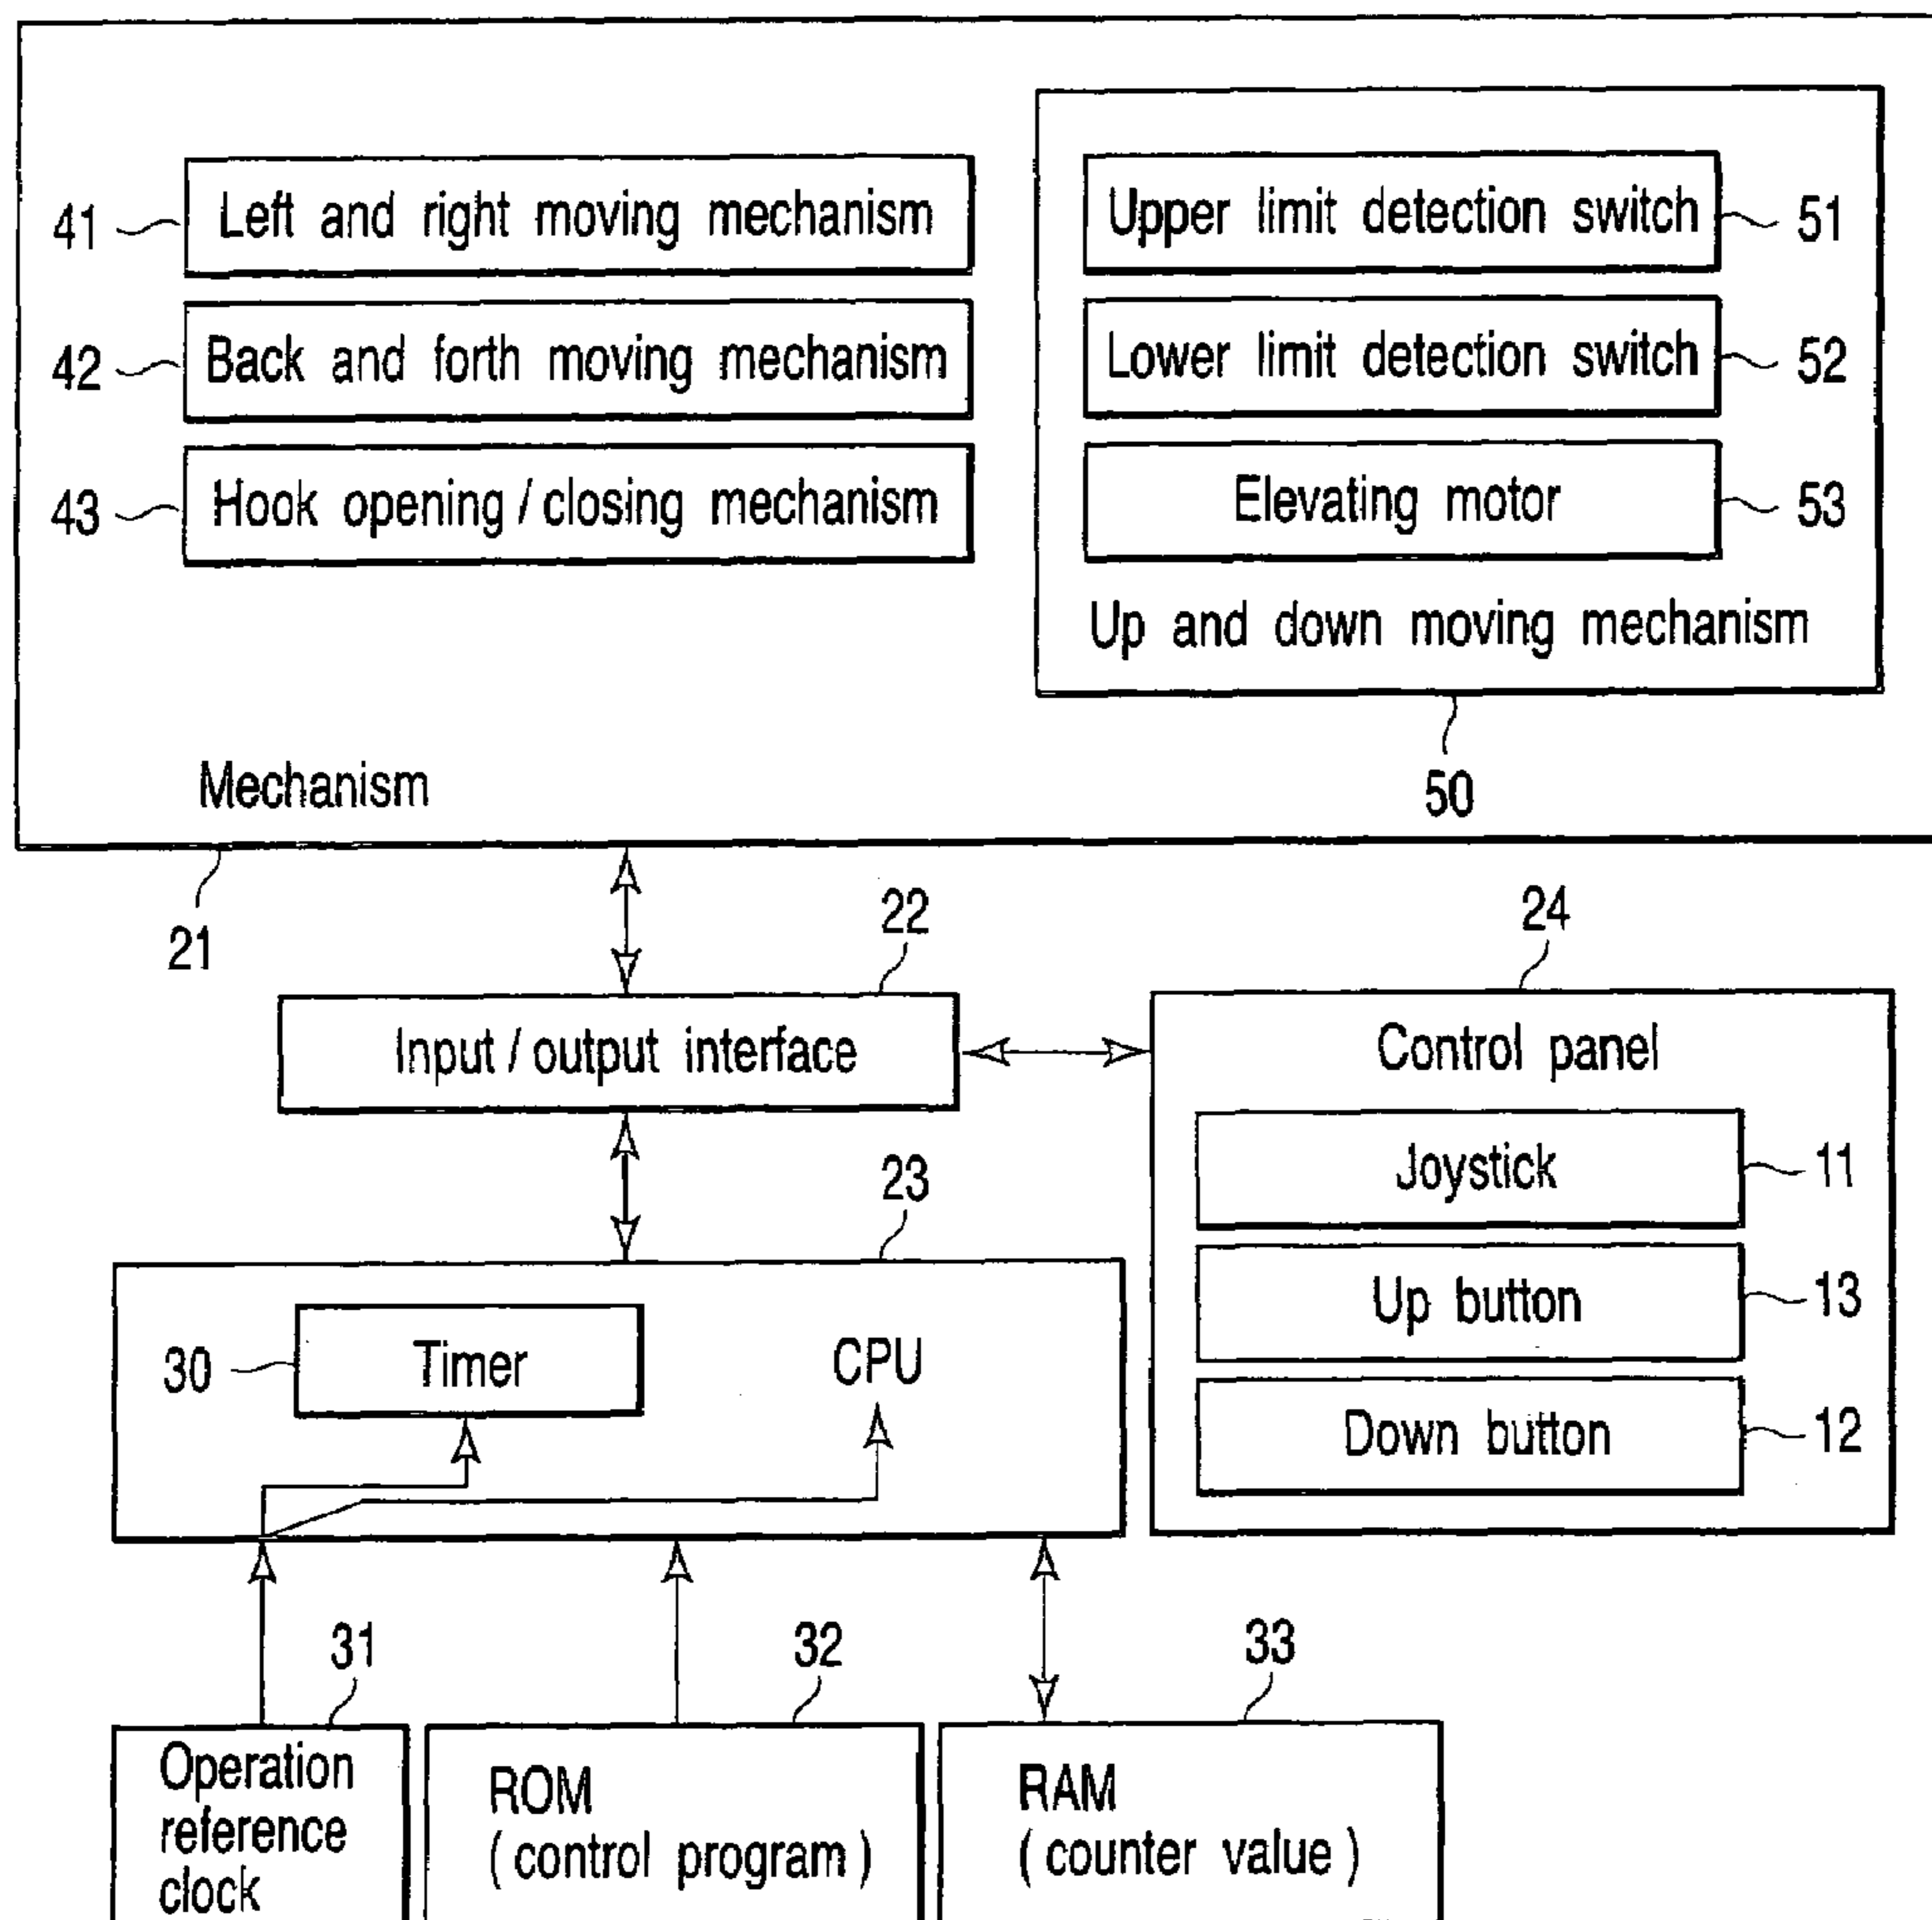 41 Left and right moving mechanism
42 Back and forth moving mechanism
43 Hook opening / closing mechanism
Upper limit detection switch 51
Lower limit detection switch 52
Elevating motor 53
Up and down moving mechanism
50
Mechanism
21
22
Input / output interface
24
Control panel
Joystick 11
Up button 13
Down button 12
23
30 Timer
CPU
31
Operation
reference
clock
32
ROM
( control program )
33
RAM
( counter value )